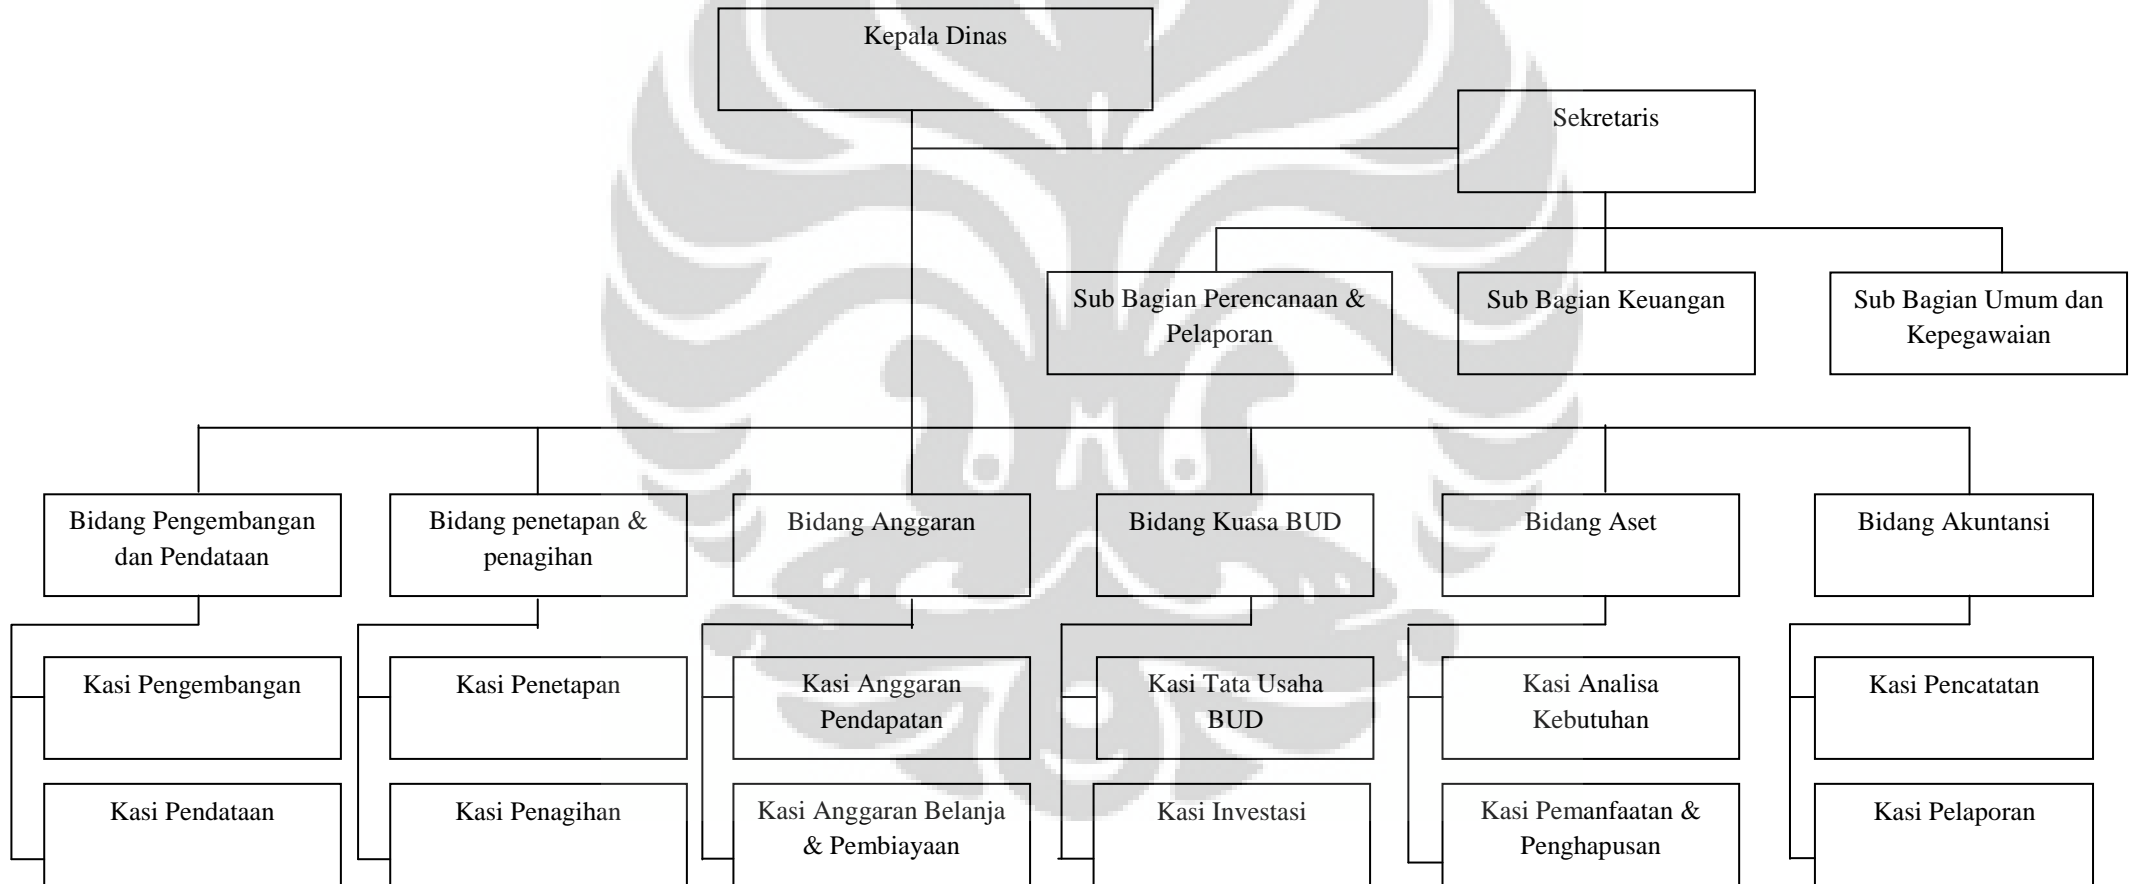 Kepala Dinas
Sekretaris
Sub Bagian Perencanaan &
Pelaporan
Sub Bagian Keuangan
Sub Bagian Umum dan
Kepegawaian
Bidang Pengembangan
dan Pendataan
Bidang penetapan &
penagihan
Bidang Anggaran
Bidang Kuasa BUD
Bidang Aset
Bidang Akuntansi
Kasi Pengembangan
Kasi Penetapan
Kasi Anggaran
Pendapatan
Kasi Tata Usaha
BUD
Kasi Analisa
Kebutuhan
Kasi Pencatatan
Kasi Pendataan
Kasi Penagihan
Kasi Anggaran Belanja
& Pembiayaan
Kasi Investasi
Kasi Pemanfaatan &
Penghapusan
Kasi Pelaporan